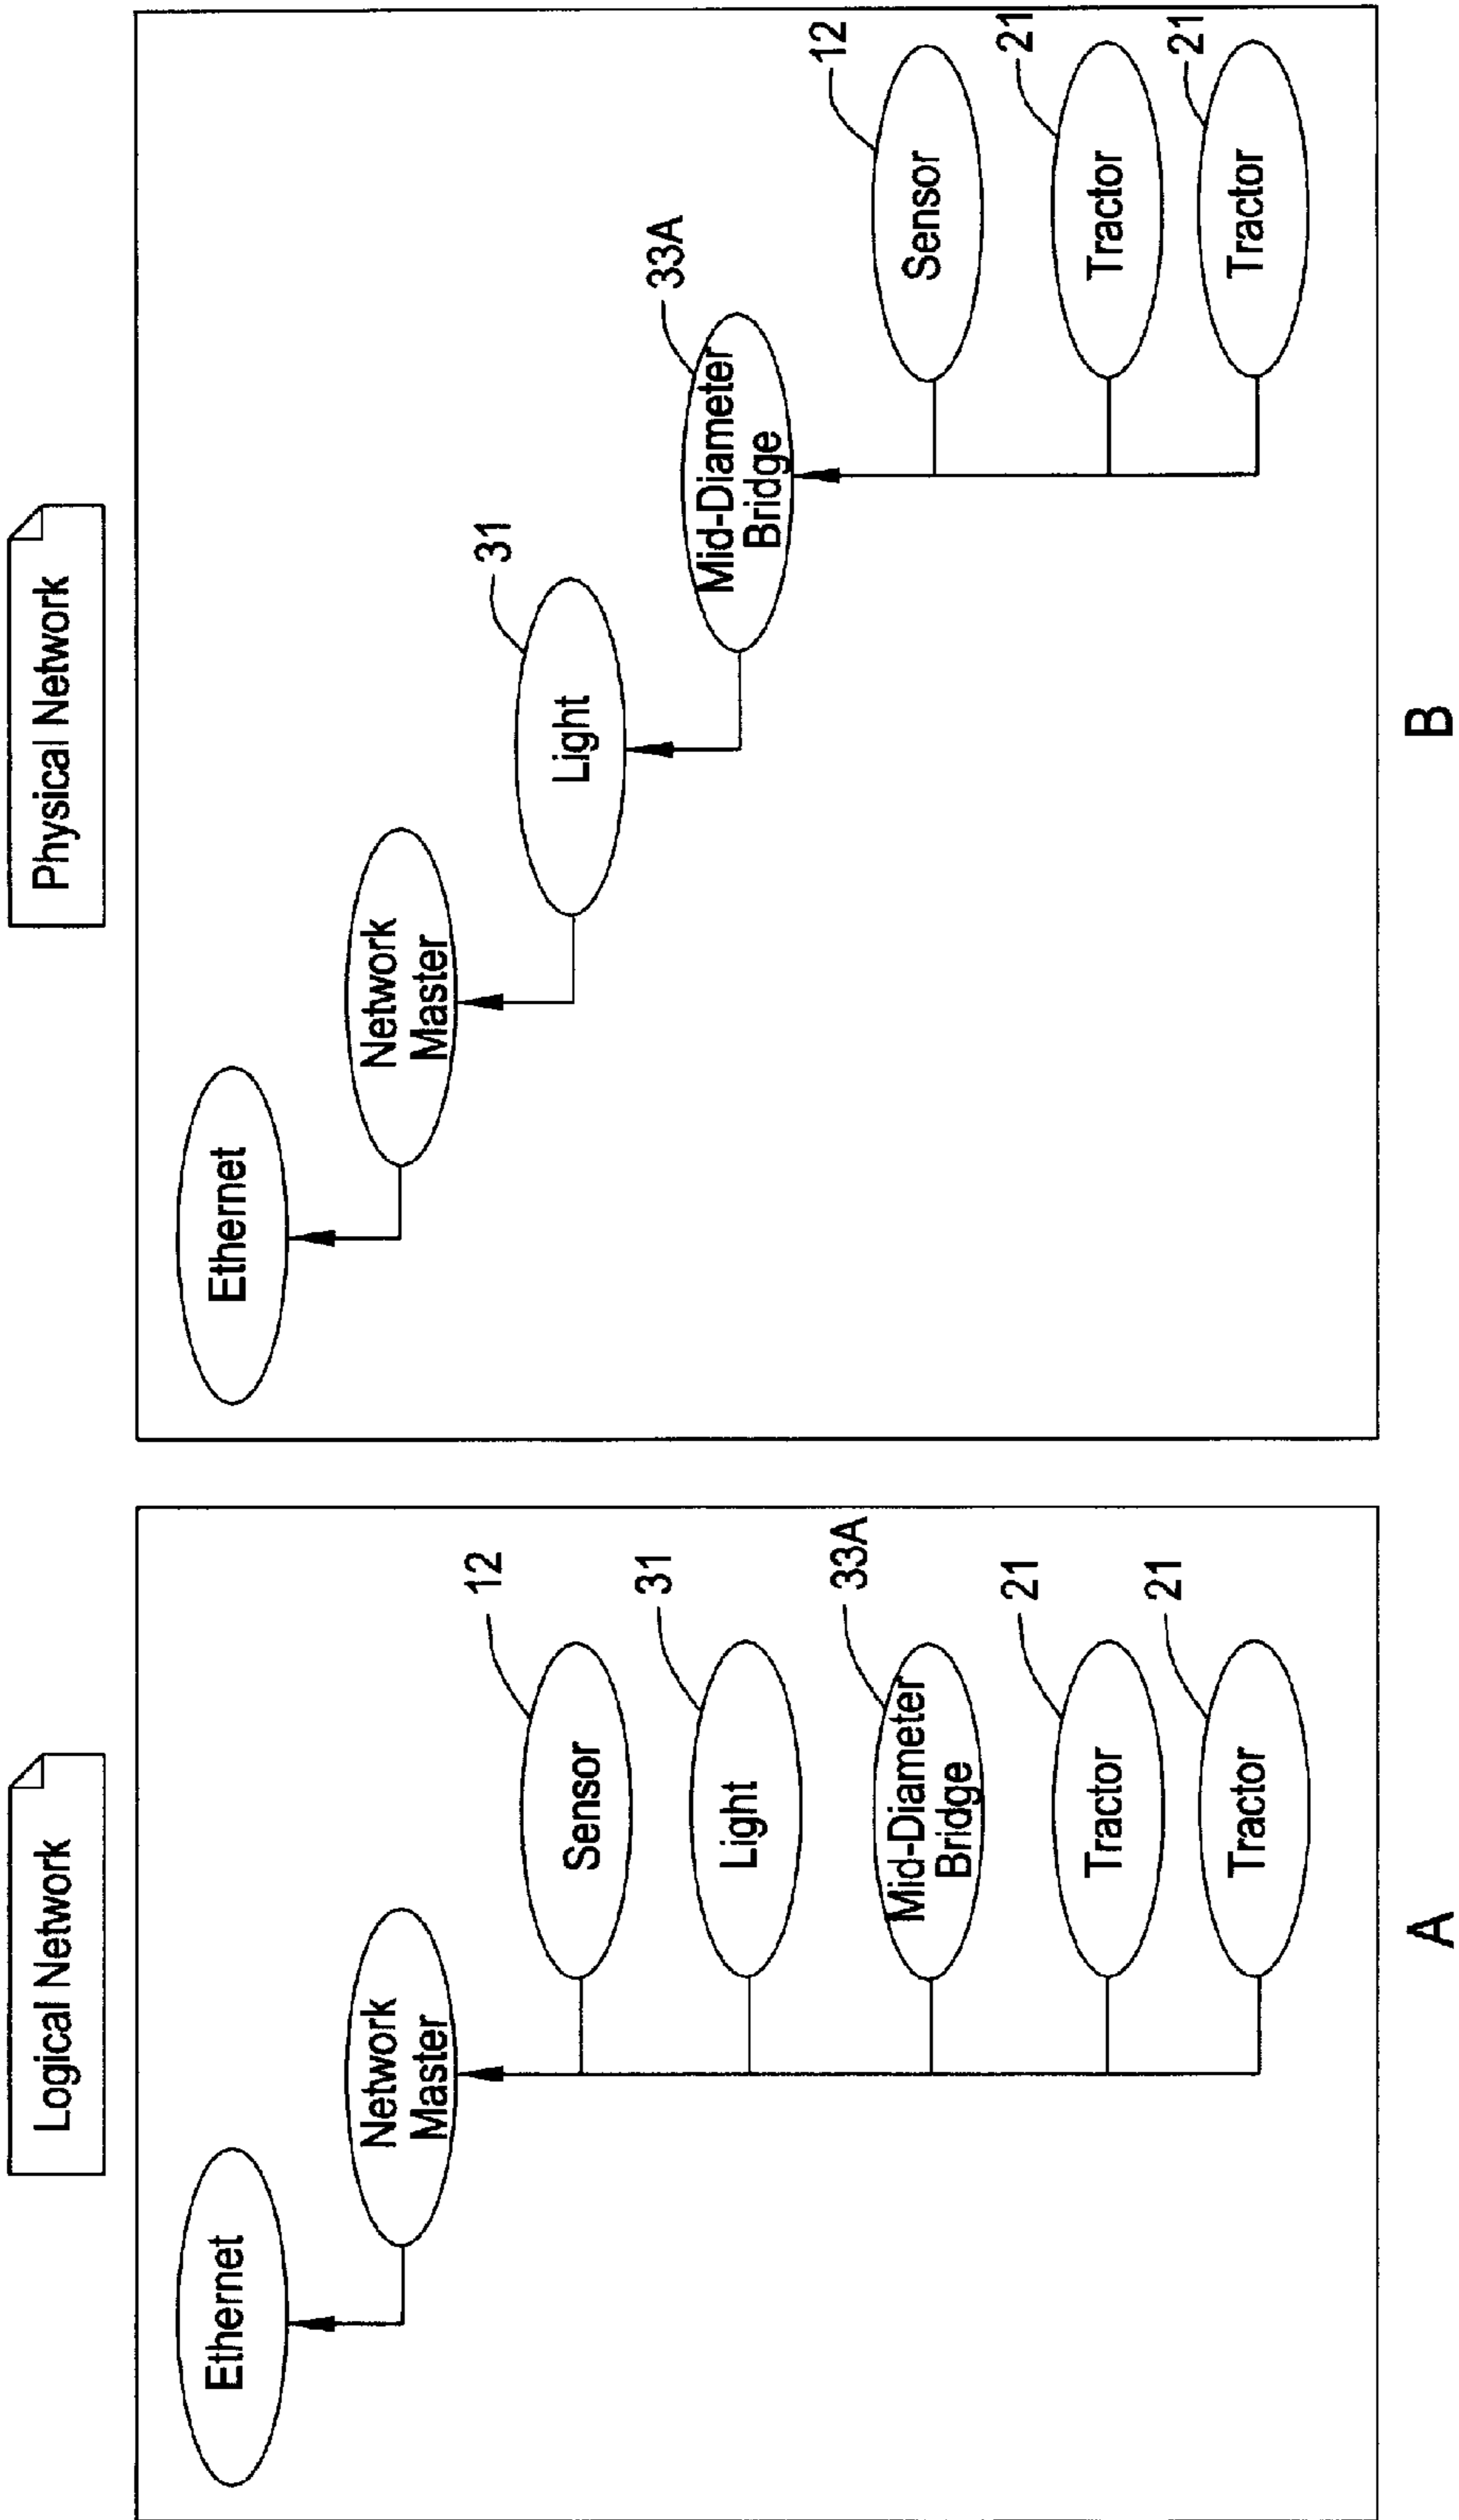 Logical Network
Ethernet
Network
Master
Sensor
12
Light
31
Mid-Diameter
Bridge
33A
Tractor
21
Tractor
21
A
Physical Network
Ethernet
Network
Master
Light
31
Mid-Diameter
Bridge
33A
Sensor
12
Tractor
21
Tractor
21
B